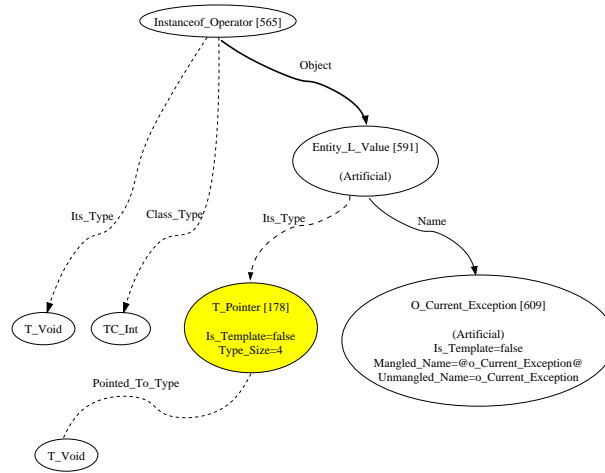 Instanceof_Operator [565]
Object
Entity_L_Value [591]
(Artificial)
Its_Type
Class_Type
Its_Type
Name
T_Void
TC_Int
T_Pointer [178]
Is_Template=false
Type_Size=4
O_Current_Exception [609]
(Artificial)
Is_Template=false
Mangled_Name=@o_Current_Exception@
Unmangled_Name=o_Current_Exception
Pointed_To_Type
T_Void